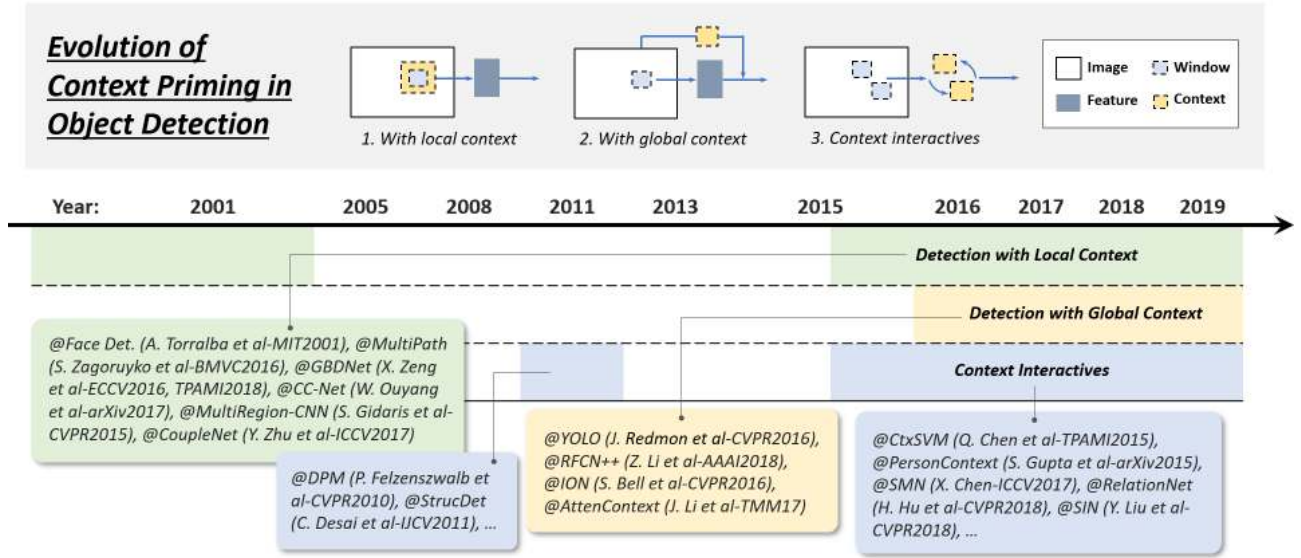 Evolution of
Context Priming in
Object Detection
1. With local context
2. With global context
3. Context interactives
Image
Window
Feature
Context
Year: 2001 2005 2008 2011 2013 2015 2016 2017 2018 2019
Detection with Local Context
Detection with Global Context
Context Interactives
@Face Det. (A. Torralba et al-MIT2001), @MultiPath
(S. Zagoruyko et al-BMVC2016), @GBDNet (X. Zeng
et al-ECCV2016, TPAMI2018), @CC-Net (W. Ouyang
et al-arXiv2017), @MultiRegion-CNN (S. Gidaris et al-
CVPR2015), @CoupleNet (Y. Zhu et al-ICCV2017)
@DPM (P. Felzenszwalb et
al-CVPR2010), @StrucDet
(C. Desai et al-IJCV2011), ...
@YOLO (J. Redmon et al-CVPR2016),
@RFCN++ (Z. Li et al-AAAI2018),
@ION (S. Bell et al-CVPR2016),
@AttenContext (J. Li et al-TMM17)
@CtxSVM (Q. Chen et al-TPAMI2015),
@PersonContext (S. Gupta et al-arXiv2015),
@SMN (X. Chen-ICCV2017), @RelationNet
(H. Hu et al-CVPR2018), @SIN (Y. Liu et al-
CVPR2018), ...